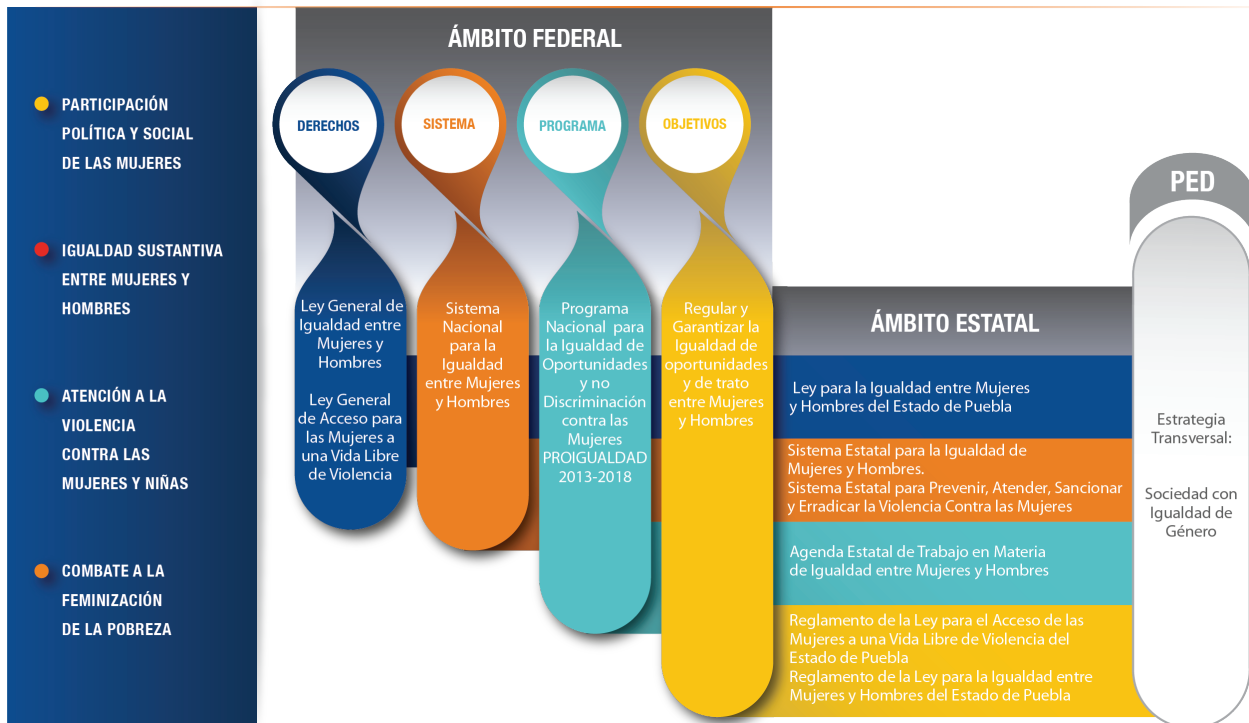 PARTICIPACIÓN
POLÍTICA Y SOCIAL
DE LAS MUJERES
IGUALDAD SUSTANTIVA
ENTRE MUJERES Y
HOMBRES
ATENCIÓN A LA
VIOLENCIA
CONTRA LAS
MUJERES Y NIÑAS
COMBATE A LA
FEMINIZACIÓN
DE LA POBREZA
ÁMBITO FEDERAL
DERECHOS
Ley General de
Igualdad entre
Mujeres y
Hombres
Ley General
de Acceso para
las Mujeres a
una Vida Libre
de Violencia
SISTEMA
Sistema
Nacional
para la
Igualdad
entre Mujeres
y Hombres
PROGRAMA
Programa
Nacional para
la Igualdad de
Oportunidades
y no
Discriminación
contra las
Mujeres
PROIGUALDAD
2013-2018
OBJETIVOS
Regular y
Garantizar la
Igualdad de
oportunidades
y de trato
entre Mujeres
y Hombres
ÁMBITO ESTATAL
Ley para la Igualdad entre Mujeres
y Hombres del Estado de Puebla
Sistema Estatal para la Igualdad de
Mujeres y Hombres.
Sistema Estatal para Prevenir, Atender, Sancionar
y Erradicar la Violencia Contra las Mujeres
Agenda Estatal de Trabajo en Materia
de Igualdad entre Mujeres y Hombres
Reglamento de la Ley para el Acceso de las
Mujeres a una Vida Libre de Violencia del
Estado de Puebla
Reglamento de la Ley para la Igualdad entre
Mujeres y Hombres del Estado de Puebla
PED
Estrategia
Transversal:
Sociedad con
Igualdad de
Género